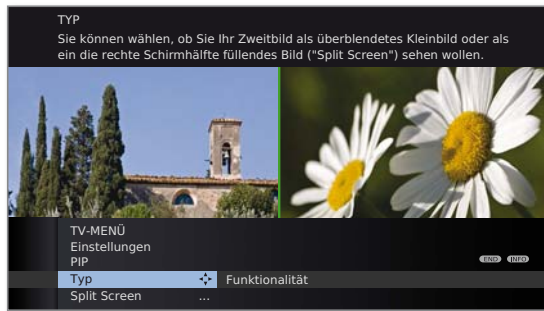 TYP
Sie können wählen, ob Sie Ihr Zweitbild als überblendetes Kleinbild oder als
ein die rechte Schirmhälfte füllendes Bild ("Split Screen") sehen wollen.
TV-MENÜ
Einstellungen
PIP
END INFO
Typ Funktionalität
Split Screen ...